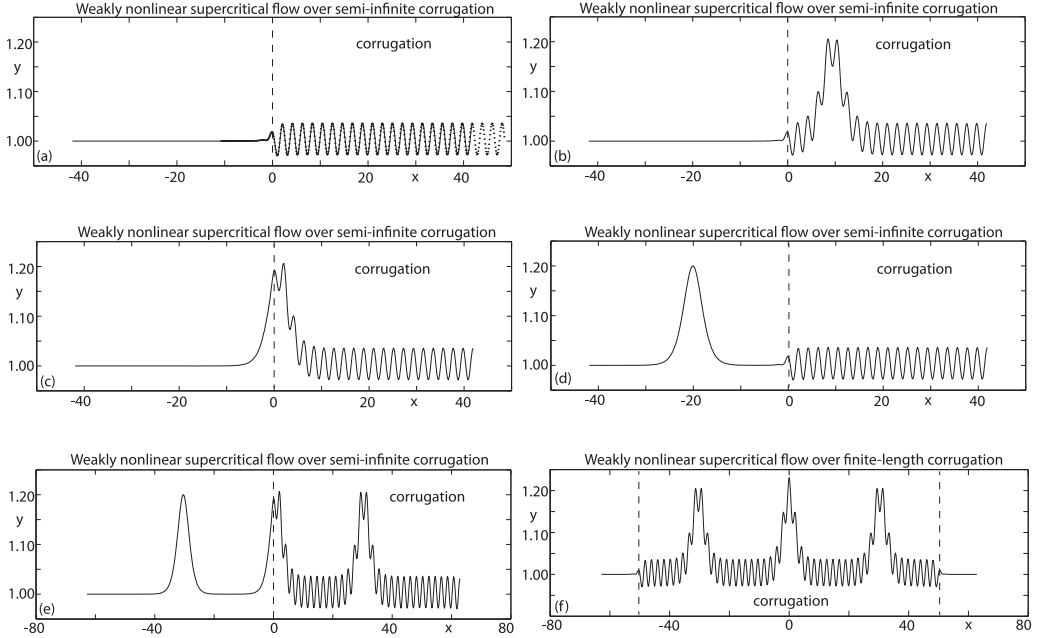 Weakly nonlinear supercritical flow over semi-infinite corrugation
1.20
corrugation
y
1.10
1.00
(a)
-40 -20 0 20 x 40
Weakly nonlinear supercritical flow over semi-infinite corrugation
1.20
corrugation
y
1.10
1.00
(b)
-40 -20 0 20 x 40
Weakly nonlinear supercritical flow over semi-infinite corrugation
1.20
corrugation
y
1.10
1.00
(c)
-40 -20 0 20 x 40
Weakly nonlinear supercritical flow over semi-infinite corrugation
1.20
corrugation
y
1.10
1.00
(d)
-40 -20 0 20 x 40
Weakly nonlinear supercritical flow over semi-infinite corrugation
1.20
corrugation
y
1.10
1.00
(e)
-80 -40 0 40 x 80
Weakly nonlinear supercritical flow over finite-length corrugation
1.20
y
1.10
1.00
corrugation
(f)
-80 -40 0 40 x 80